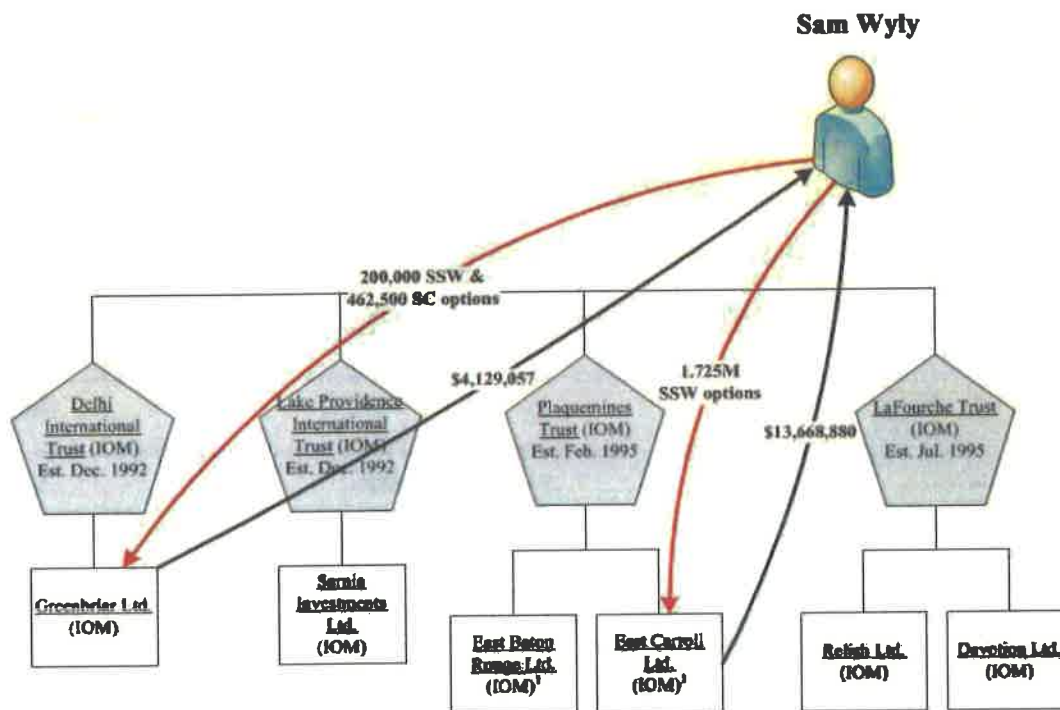 Sam Wyly
200,000 SSW &
462,500 SC options
$4,129,057
1.725M
SSW options
$13,668,880
Delhi
International
Trust (IOM)
Est. Dec. 1992
Lake Providence
International
Trust (IOM)
Est. Dec. 1992
Plaquemines
Trust (IOM)
Est. Feb. 1995
LaFourche Trust
(IOM)
Est. Jul. 1995
Greenbriar Ltd.
(IOM)
Sarnia
Investments
Ltd.
(IOM)
East Baton
Rouge Ltd.
(IOM)¹
East Carroll
Ltd.
(IOM)²
Relish Ltd.
(IOM)
Devotion Ltd.
(IOM)